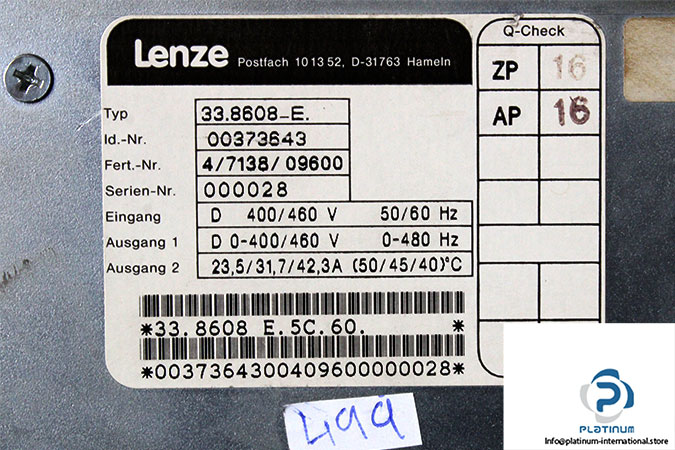 Lenze Postfach 10 13 52, D-31763 Hameln
Q-Check
ZP 16
AP 16
Typ 33.8608-E.
Id.-Nr. 00373643
Fert.-Nr. 4/7138/09600
Serien-Nr. 000028
Eingang D 400/460 V 50/60 Hz
Ausgang 1 D 0-400/460 V 0-480 Hz
Ausgang 2 23,5/31,7/42,3A (50/45/40)°C
*33.8608 E.5C.60. *
*0037364300409600000028*
499
PLATINUM
Info@platinum-international.store